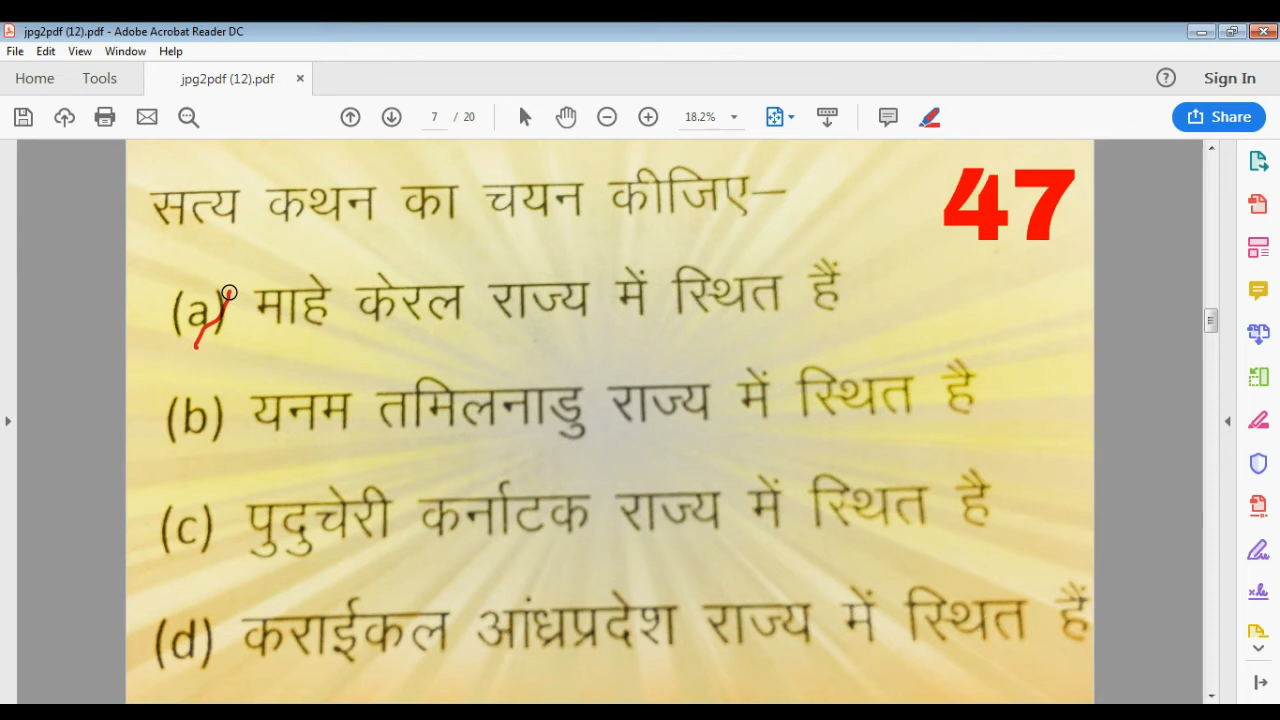 jpg2pdf (12).pdf - Adobe Acrobat Reader DC
File Edit View Window Help
Home Tools jpg2pdf (12).pdf × Sign In
7 / 20 18.2% Share
सत्य कथन का चयन कीजिए— 47
(a) माहे केरल राज्य में स्थित हैं
(b) यनम तमिलनाडु राज्य में स्थित है
(c) पुदुचेरी कर्नाटक राज्य में स्थित है
(d) कराईकल आंध्रप्रदेश राज्य में स्थित हैं